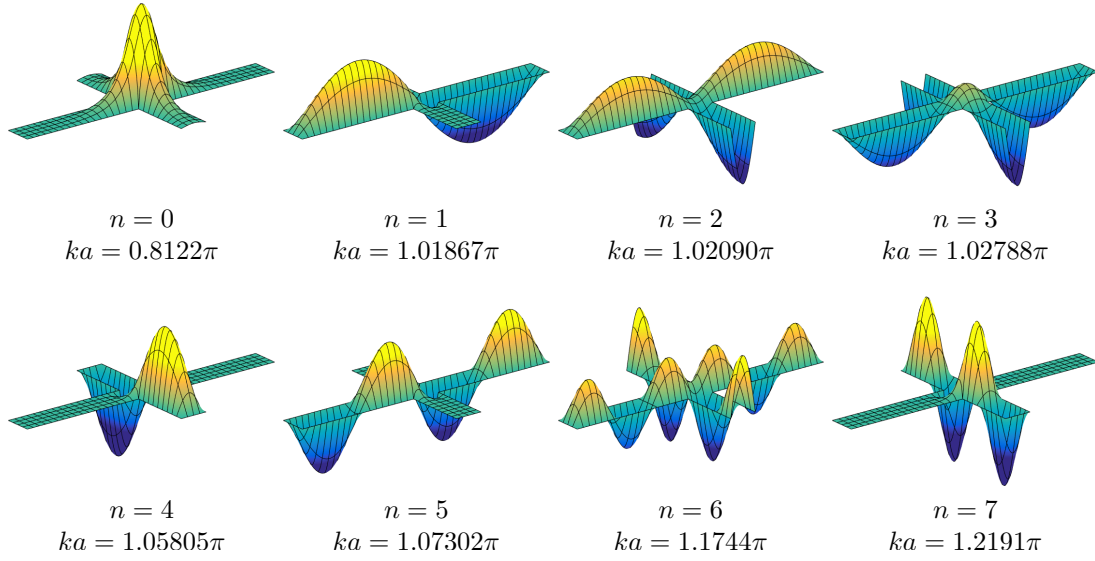 n = 0 n = 1 n = 2 n = 3
ka = 0.8122π ka = 1.01867π ka = 1.02090π ka = 1.02788π
n = 4 n = 5 n = 6 n = 7
ka = 1.05805π ka = 1.07302π ka = 1.1744π ka = 1.2191π